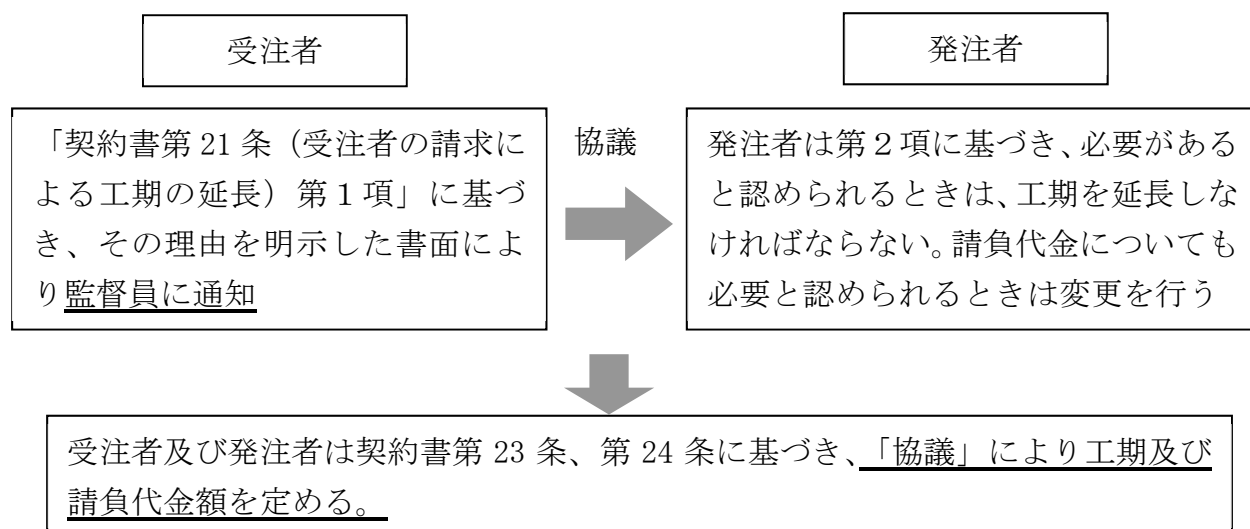 受注者
発注者
「契約書第 21 条（受注者の請求に
よる工期の延長）第１項」に基づ
き、その理由を明示した書面によ
り監督員に通知
協議
発注者は第２項に基づき、必要がある
と認められるときは、工期を延長しな
ければならない。請負代金についても
必要と認められるときは変更を行う
受注者及び発注者は契約書第 23 条、第 24 条に基づき、「協議」により工期及び
請負代金額を定める。